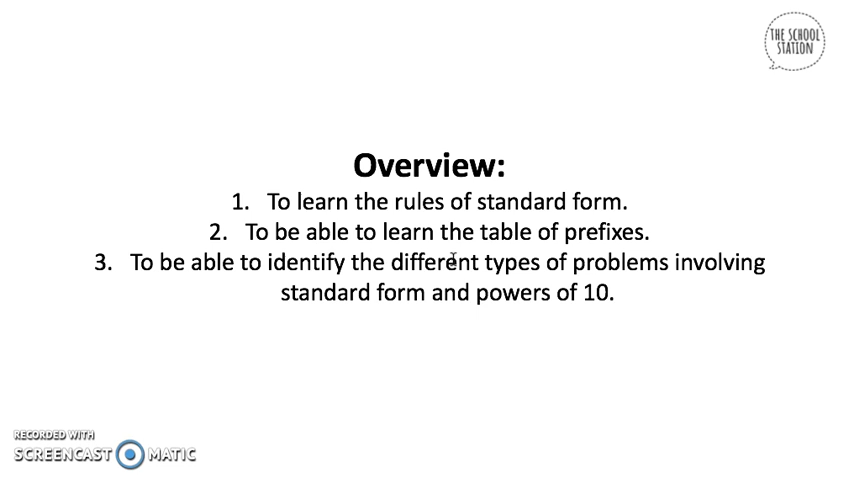 THE SCHOOL
STATION
Overview:
1. To learn the rules of standard form.
2. To be able to learn the table of prefixes.
3. To be able to identify the different types of problems involving
standard form and powers of 10.
RECORDED WITH
SCREENCAST MATIC